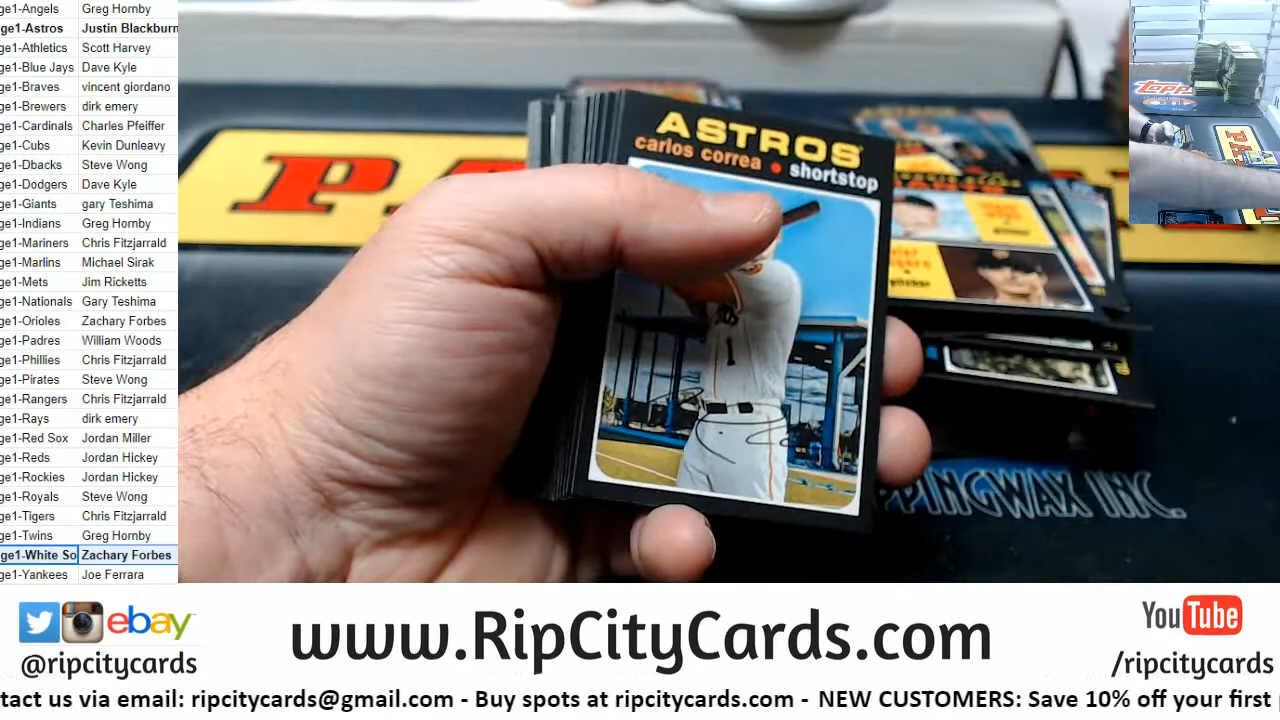 ge1-Angels Greg Hornby
ge1-Astros Justin Blackburn
ge1-Athletics Scott Harvey
ge1-Blue Jays Dave Kyle
ge1-Braves vincent giordano
ge1-Brewers dirk emery
ge1-Cardinals Charles Pfeiffer
ge1-Cubs Kevin Dunleavy
ge1-Dbacks Steve Wong
ge1-Dodgers Dave Kyle
ge1-Giants gary Teshima
ge1-Indians Greg Hornby
ge1-Mariners Chris Fitzjarrald
ge1-Marlins Michael Sirak
ge1-Mets Jim Ricketts
ge1-Nationals Gary Teshima
ge1-Orioles Zachary Forbes
ge1-Padres William Woods
ge1-Phillies Chris Fitzjarrald
ge1-Pirates Steve Wong
ge1-Rangers Chris Fitzjarrald
ge1-Rays dirk emery
ge1-Red Sox Jordan Miller
ge1-Reds Jordan Hickey
ge1-Rockies Jordan Hickey
ge1-Royals Steve Wong
ge1-Tigers Chris Fitzjarrald
ge1-Twins Greg Hornby
ge1-White So Zachary Forbes
ge1-Yankees Joe Ferrara
ASTROS
carlos correa • shortstop
1
pitcher
PPINGWAX INC.
TOPP
ebay
@ripcitycards
www.RipCityCards.com
YouTube
/ripcitycards
tact us via email: ripcitycards@gmail.com - Buy spots at ripcitycards.com - NEW CUSTOMERS: Save 10% off your first